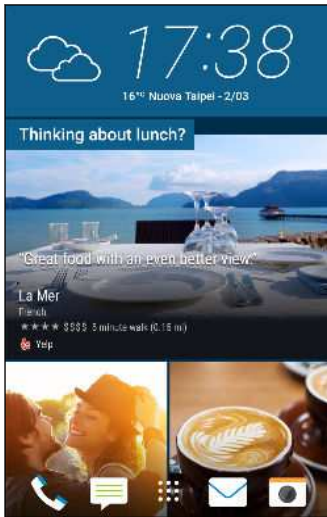 17:38
16°ᶜ Nuova Taipei - 2/03
Thinking about lunch?
"Great food with an even better view."
La Mer
French
$$$$ 5 minute walk (0.15 mi)
Yelp